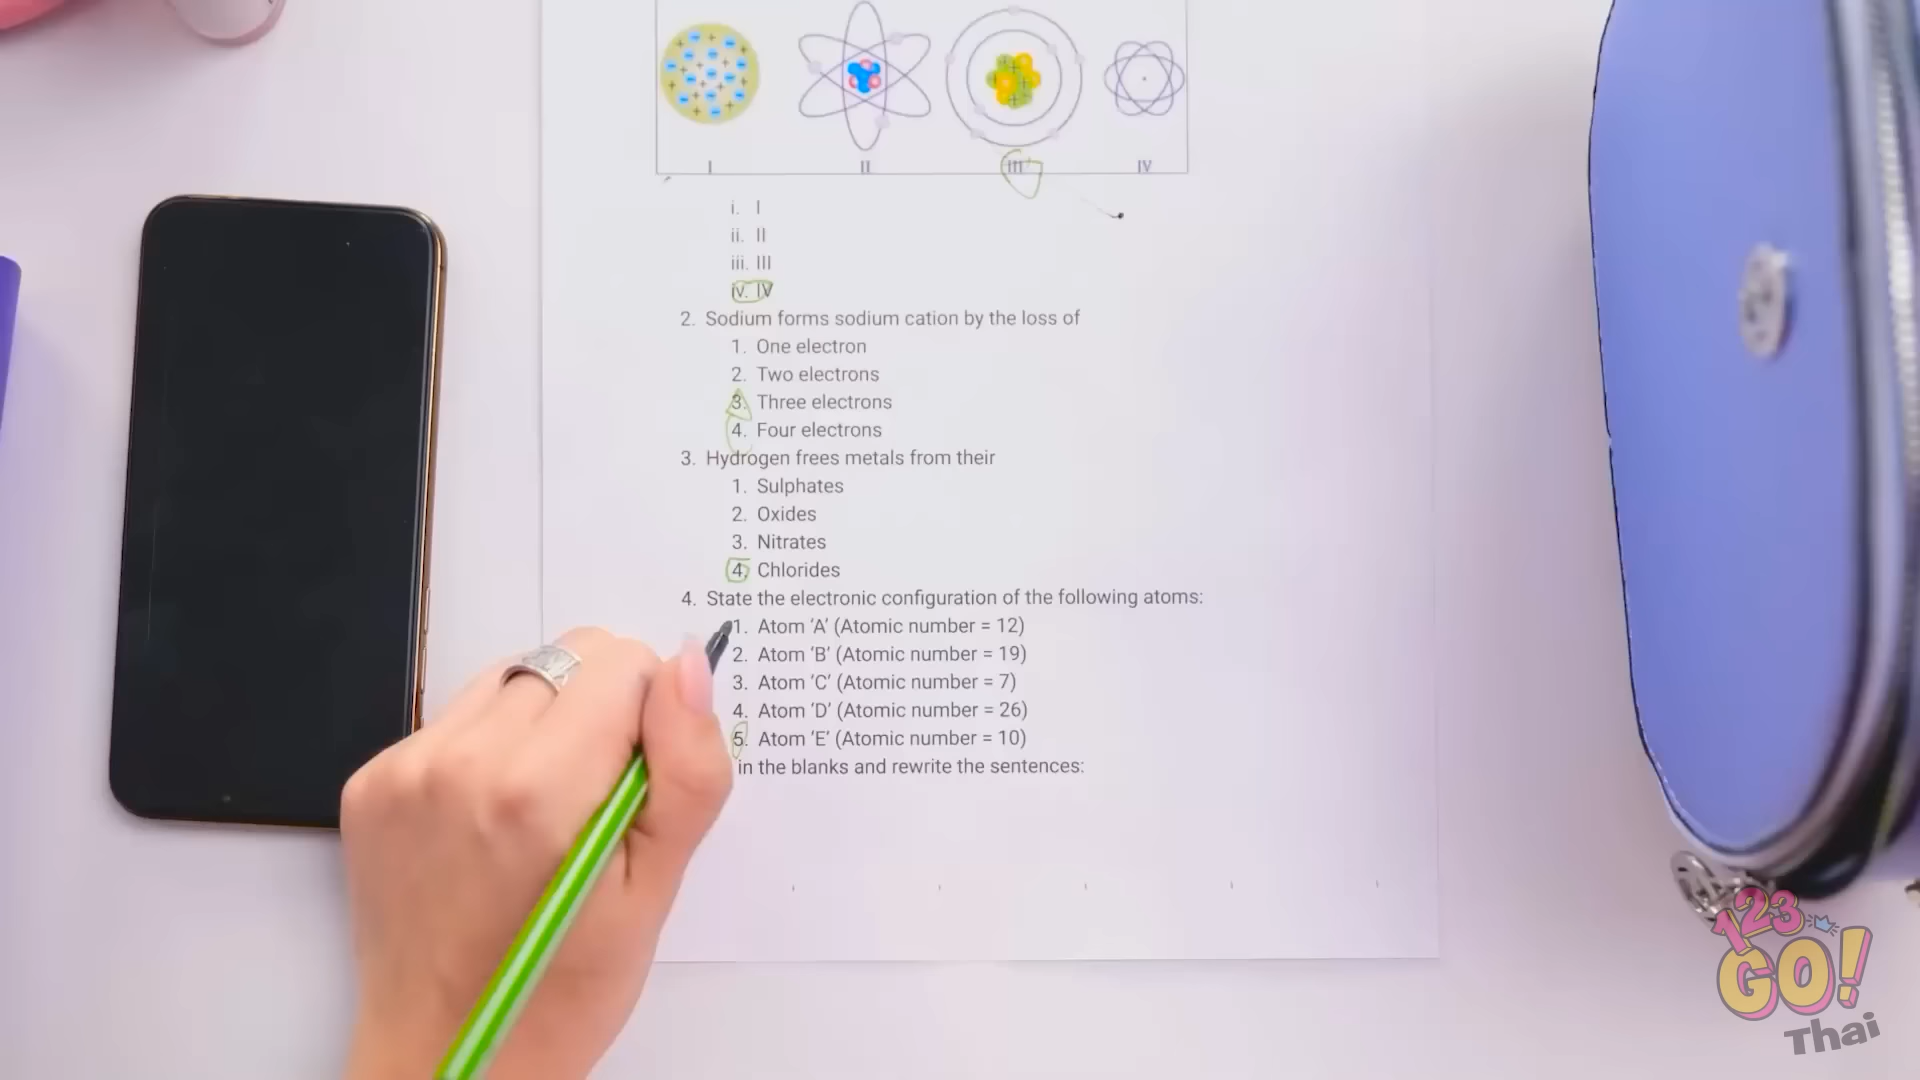 I II III IV
i. I
ii. II
iii. III
iv. IV
2. Sodium forms sodium cation by the loss of
1. One electron
2. Two electrons
3. Three electrons
4. Four electrons
3. Hydrogen frees metals from their
1. Sulphates
2. Oxides
3. Nitrates
4. Chlorides
4. State the electronic configuration of the following atoms:
1. Atom ‘A’ (Atomic number = 12)
2. Atom ‘B’ (Atomic number = 19)
3. Atom ‘C’ (Atomic number = 7)
4. Atom ‘D’ (Atomic number = 26)
5. Atom ‘E’ (Atomic number = 10)
in the blanks and rewrite the sentences:
123
GO!
Thai